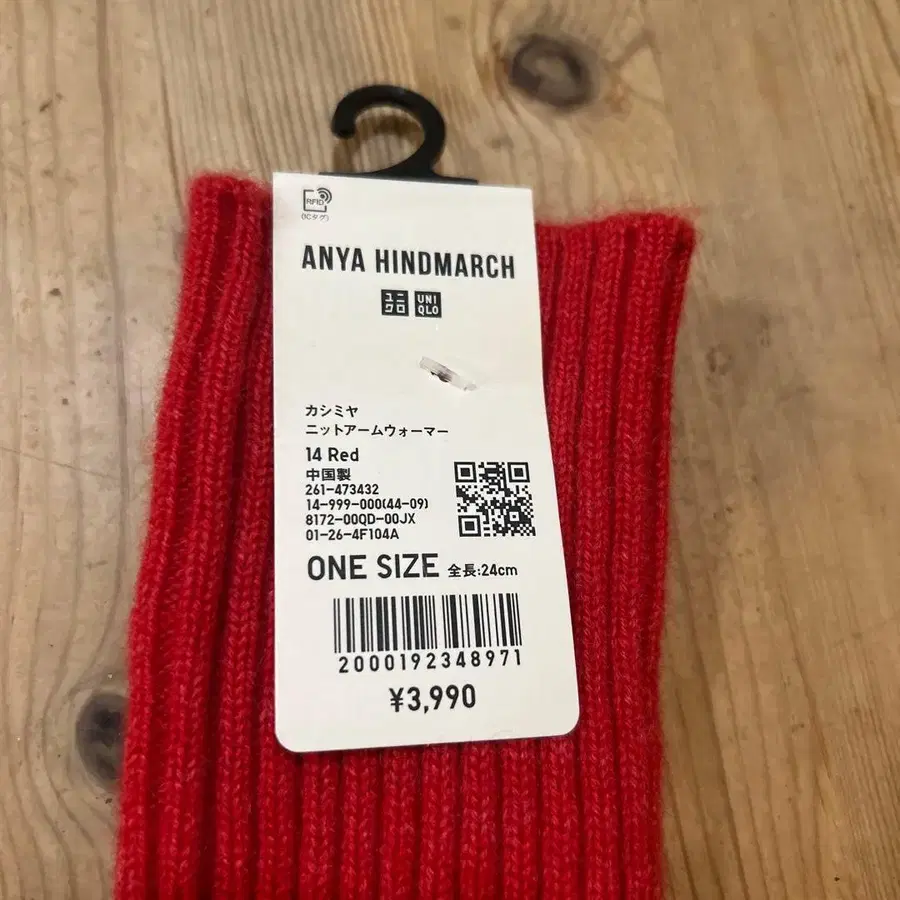 RFID
(ICタグ)
ANYA HINDMARCH
ユニ UNI
クロ QLO
カシミヤ
ニットアームウォーマー
14 Red
中国製
261-473432
14-999-000(44-09)
8172-00QD-00JX
01-26-4F104A
ONE SIZE 全長:24cm
2000192348971
¥3,990